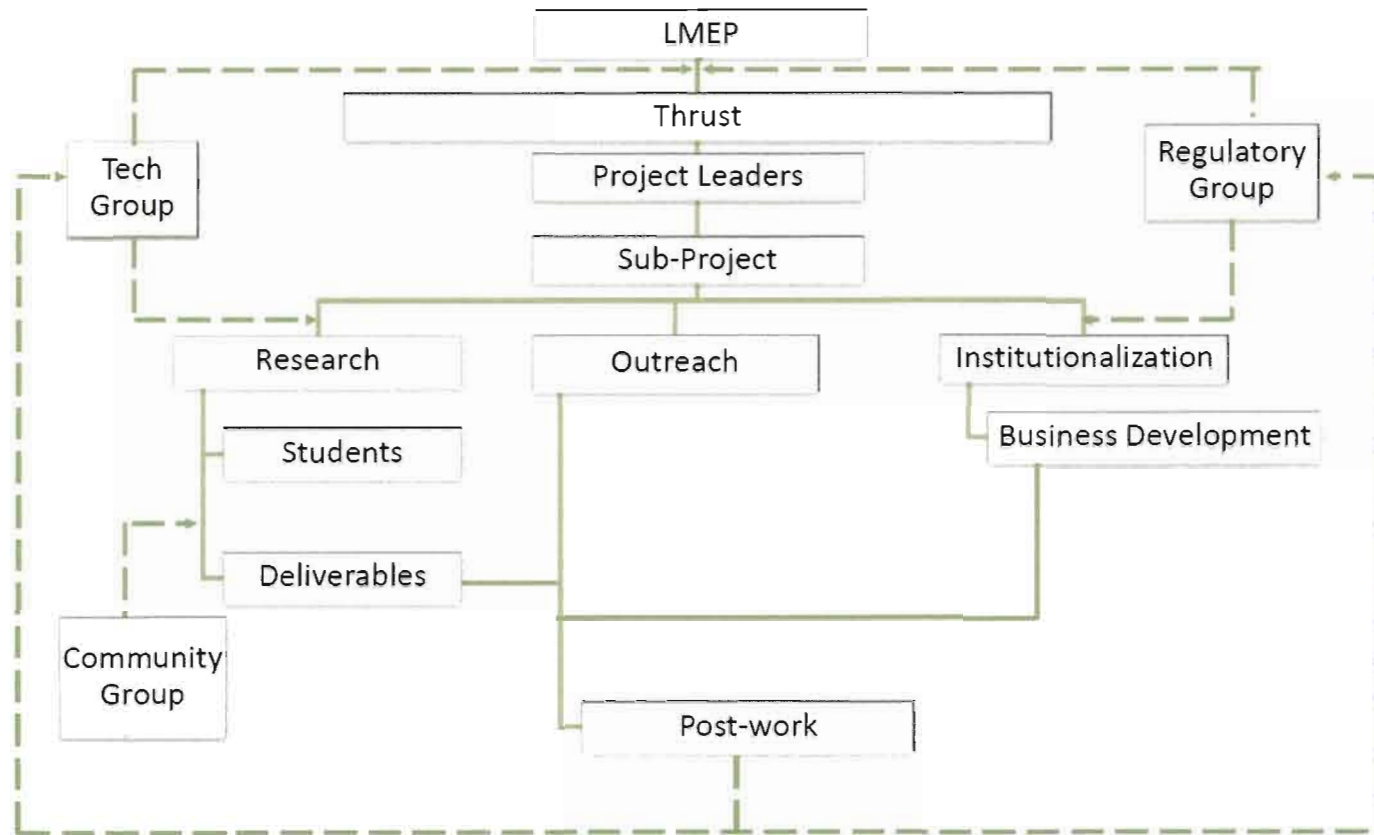 LMEP
Thrust
Tech
Group
Project Leaders
Regulatory
Group
Sub-Project
Research
Outreach
Institutionalization
Students
Business Development
Deliverables
Community
Group
Post-work